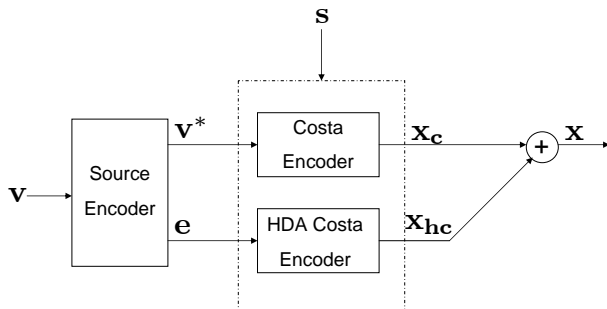 s
v*
Costa
Encoder
x_c
x
+
Source
Encoder
v
e
HDA Costa
Encoder
x_hc